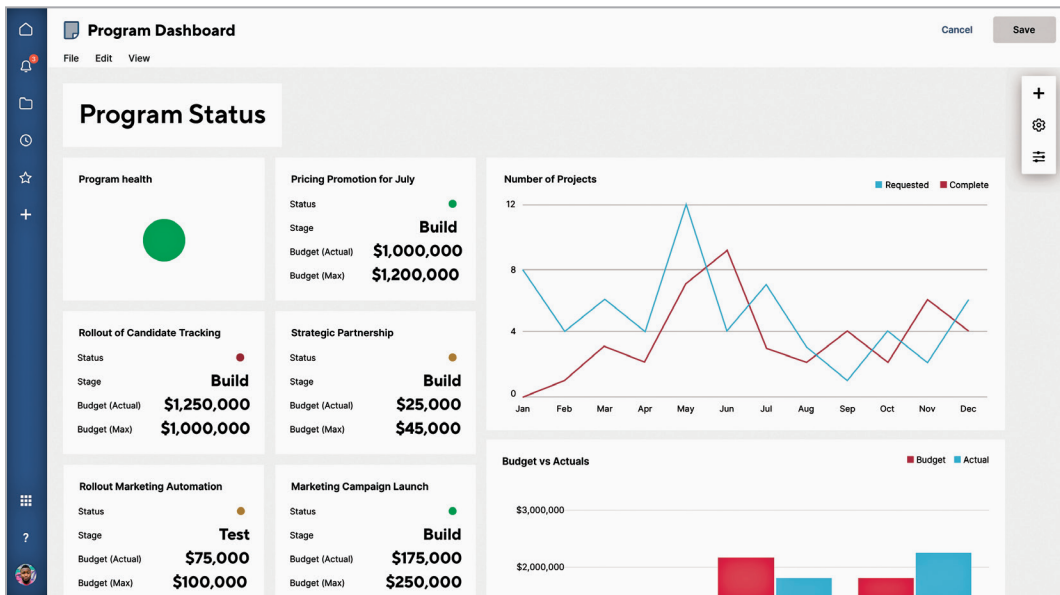 Program Dashboard
Cancel
Save
File Edit View
3
Program Status
Program health
Pricing Promotion for July
Status
Stage Build
Budget (Actual) $1,000,000
Budget (Max) $1,200,000
Number of Projects
Requested Complete
12
8
4
0
Jan Feb Mar Apr May Jun Jul Aug Sep Oct Nov Dec
Rollout of Candidate Tracking
Status
Stage Build
Budget (Actual) $1,250,000
Budget (Max) $1,000,000
Strategic Partnership
Status
Stage Build
Budget (Actual) $25,000
Budget (Max) $45,000
Budget vs Actuals
Budget Actual
$3,000,000
$2,000,000
Rollout Marketing Automation
Status
Stage Test
Budget (Actual) $75,000
Budget (Max) $100,000
Marketing Campaign Launch
Status
Stage Build
Budget (Actual) $175,000
Budget (Max) $250,000
?